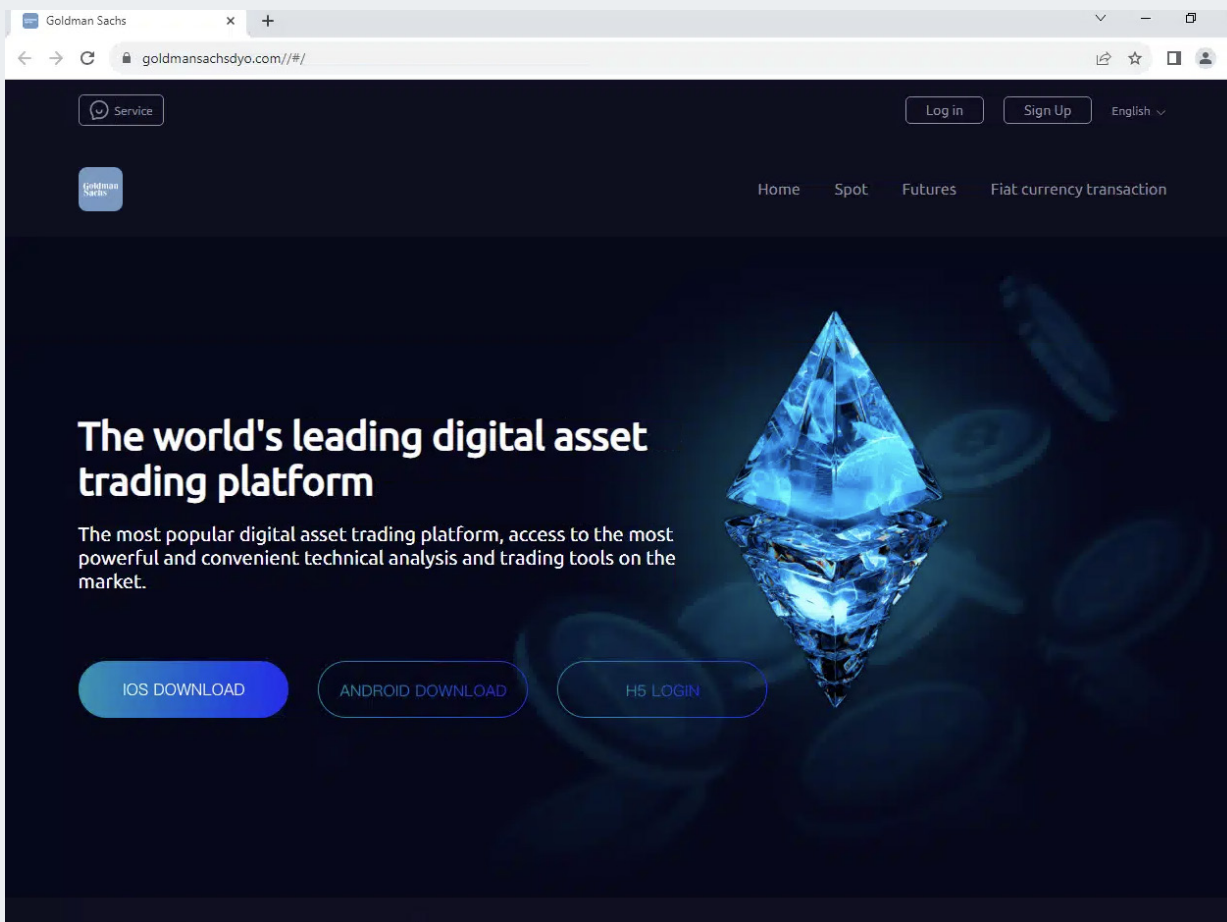 Goldman Sachs
goldmansachsdyo.com//#/
Service
Log in
Sign Up
English
Goldman
Sachs
Home
Spot
Futures
Fiat currency transaction
The world's leading digital asset
trading platform
The most popular digital asset trading platform, access to the most
powerful and convenient technical analysis and trading tools on the
market.
IOS DOWNLOAD
ANDROID DOWNLOAD
H5 LOGIN